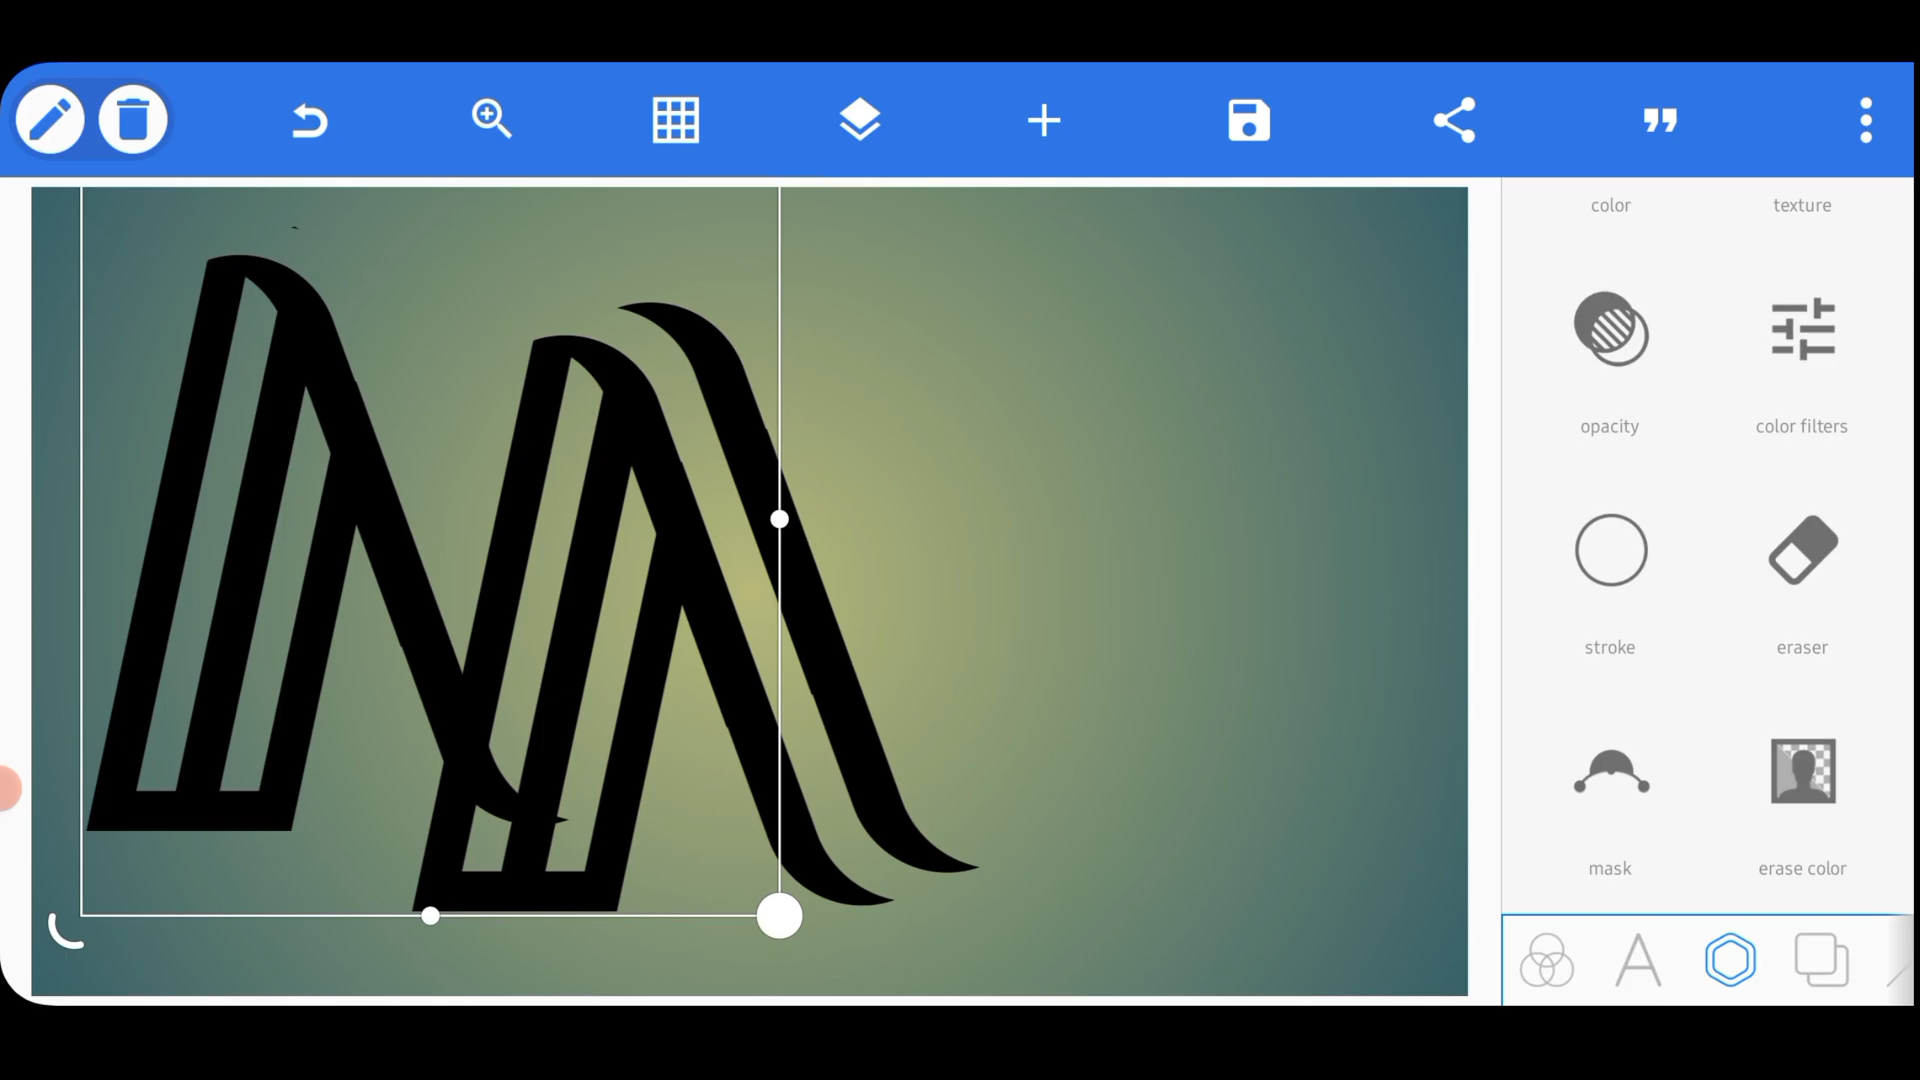 color
texture
opacity
color filters
stroke
eraser
mask
erase color